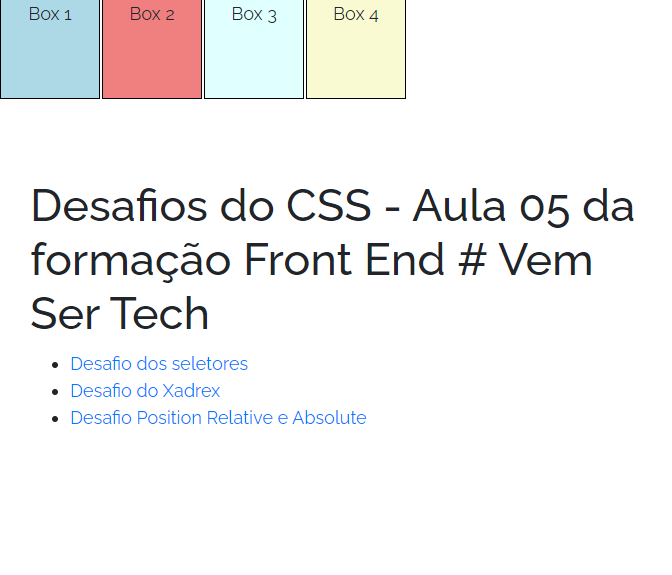 Box 1 Box 2 Box 3 Box 4
Desafios do CSS - Aula 05 da
formação Front End # Vem
Ser Tech
Desafio dos seletores
Desafio do Xadrex
Desafio Position Relative e Absolute